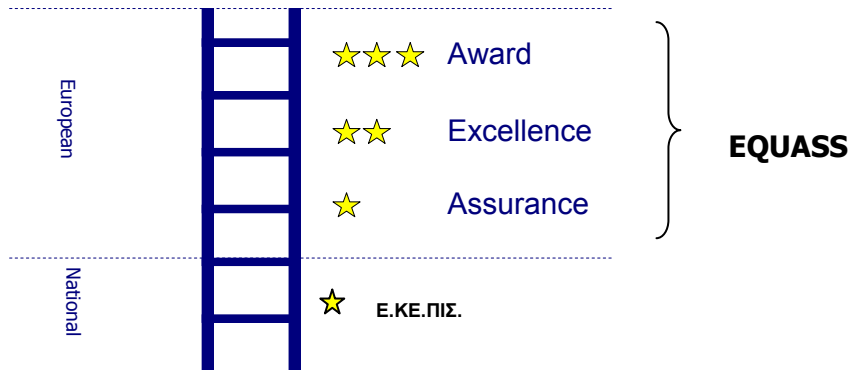 European
Award
Excellence
EQUASS
Assurance
National
Ε.ΚΕ.ΠΙΣ.